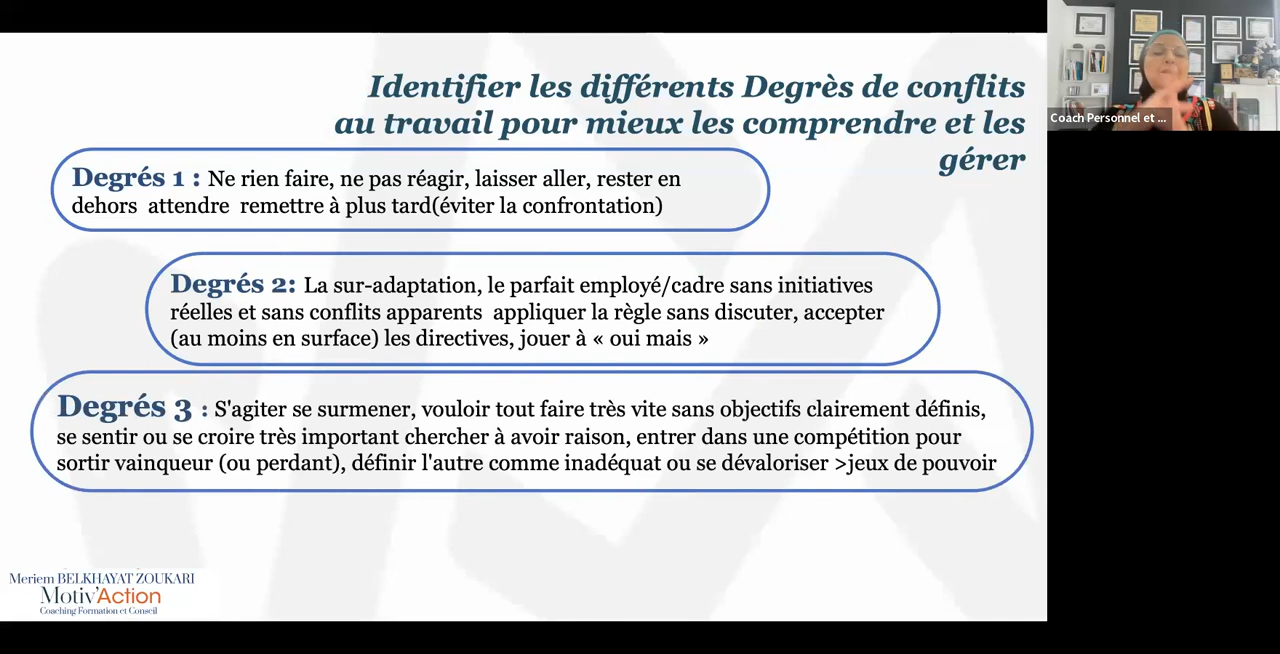 Identifier les différents Degrès de conflits
au travail pour mieux les comprendre et les
gérer
Degrés 1 : Ne rien faire, ne pas réagir, laisser aller, rester en
dehors attendre remettre à plus tard(éviter la confrontation)
Degrés 2: La sur-adaptation, le parfait employé/cadre sans initiatives
réelles et sans conflits apparents appliquer la règle sans discuter, accepter
(au moins en surface) les directives, jouer à « oui mais »
Degrés 3 : S'agiter se surmener, vouloir tout faire très vite sans objectifs clairement définis,
se sentir ou se croire très important chercher à avoir raison, entrer dans une compétition pour
sortir vainqueur (ou perdant), définir l'autre comme inadéquat ou se dévaloriser >jeux de pouvoir
Meriem BELKHAYAT ZOUKARI
Motiv'Action
Coaching Formation et Conseil
Coach Personnel et ...